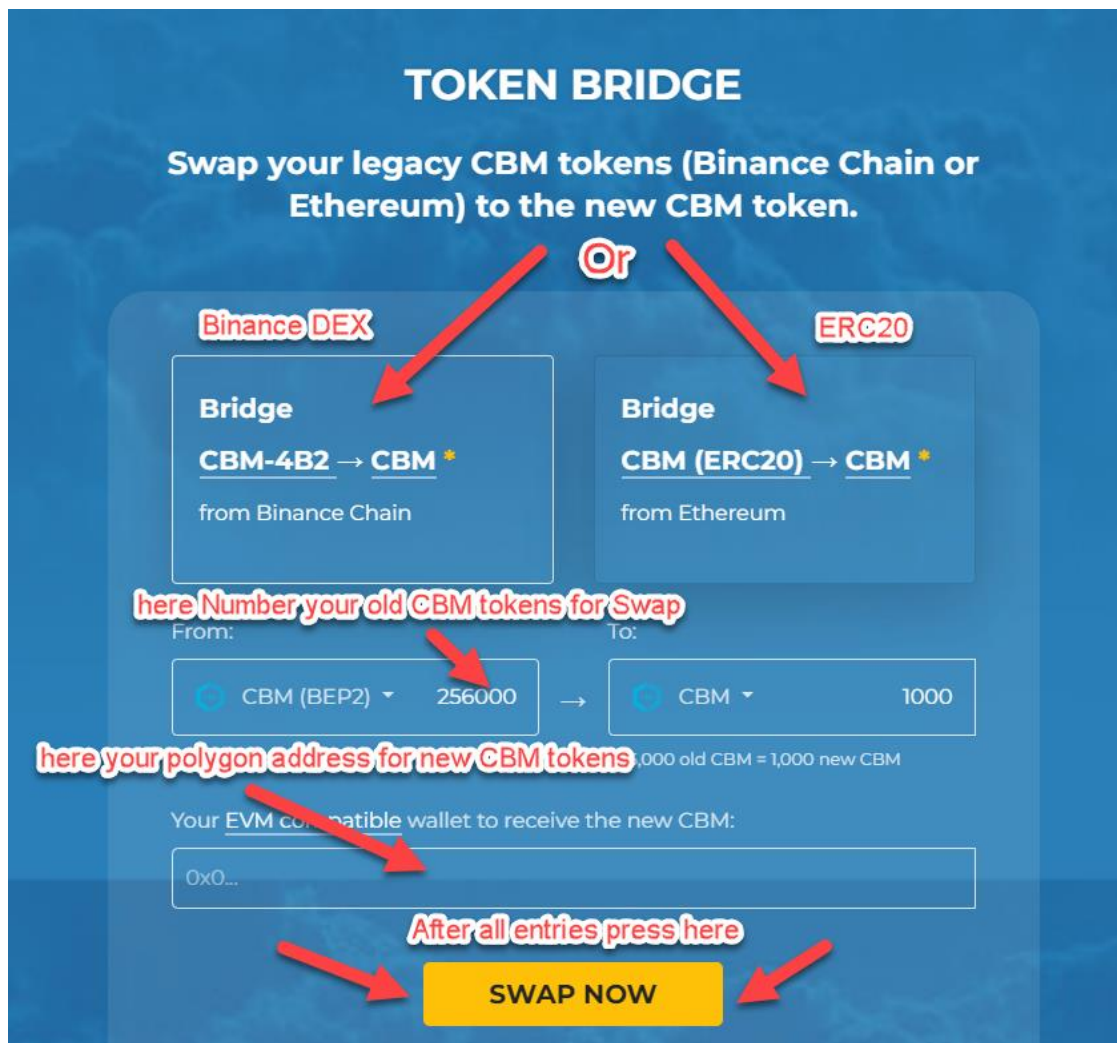 TOKEN BRIDGE
Swap your legacy CBM tokens (Binance Chain or
Ethereum) to the new CBM token.
Or
Binance DEX
ERC20
Bridge
CBM-4B2 → CBM *
from Binance Chain
Bridge
CBM (ERC20) → CBM *
from Ethereum
here Number your old CBM tokens for Swap
From:
To:
CBM (BEP2) 256000 →
CBM 1000
here your polygon address for new CBM tokens
,000 old CBM = 1,000 new CBM
Your EVM compatible wallet to receive the new CBM:
0x0...
After all entries press here
SWAP NOW